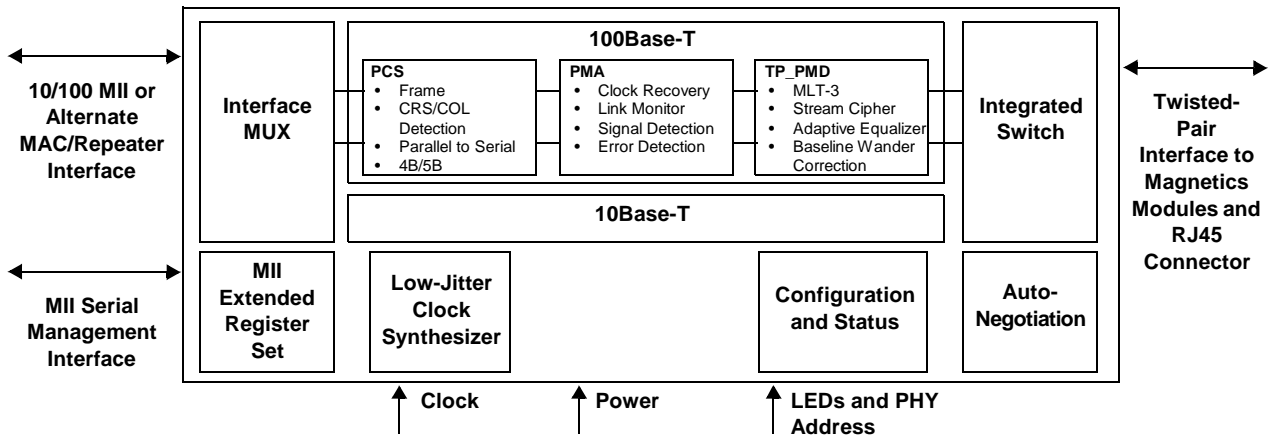 10/100 MII or
Alternate
MAC/Repeater
Interface
MII Serial
Management
Interface
Interface
MUX
100Base-T
PCS
• Frame
• CRS/COL
Detection
• Parallel to Serial
• 4B/5B
PMA
• Clock Recovery
• Link Monitor
• Signal Detection
• Error Detection
TP_PMD
• MLT-3
• Stream Cipher
• Adaptive Equalizer
• Baseline Wander
Correction
Integrated
Switch
10Base-T
MII
Extended
Register
Set
Low-Jitter
Clock
Synthesizer
Configuration
and Status
Auto-
Negotiation
Twisted-
Pair
Interface to
Magnetics
Modules and
RJ45
Connector
Clock
Power
LEDs and PHY
Address